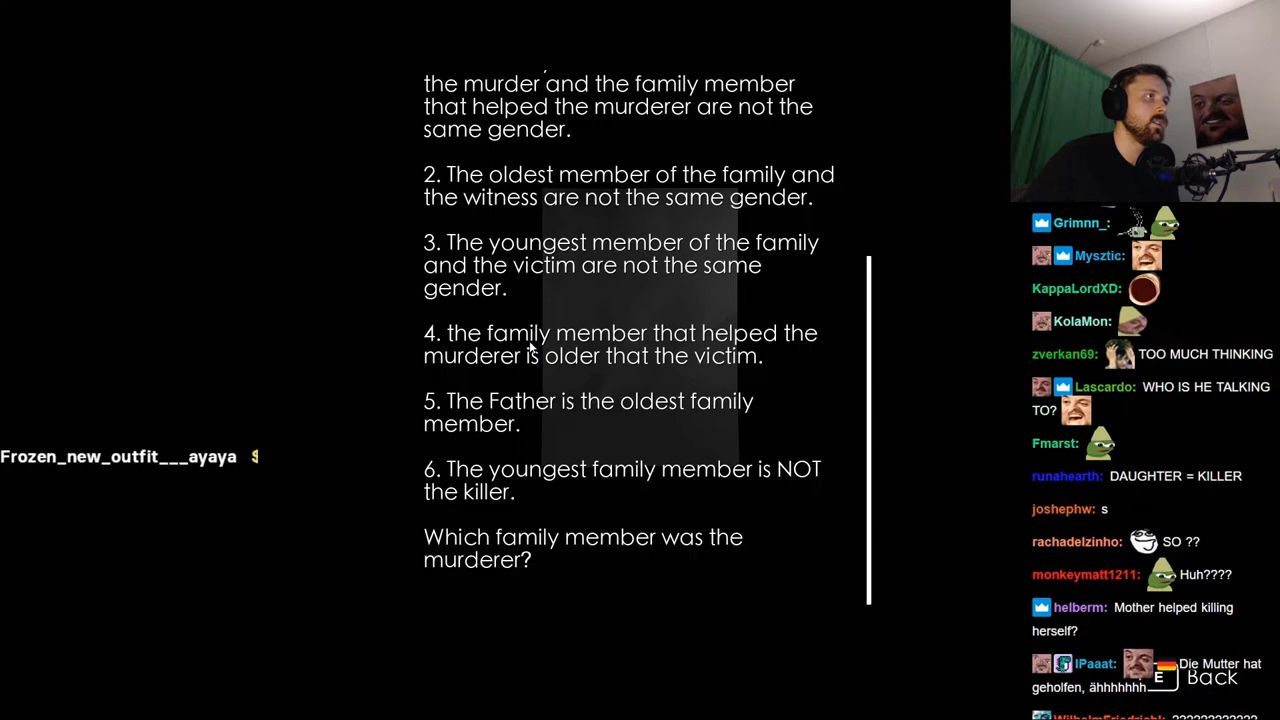 the murder and the family member
that helped the murderer are not the
same gender.
2. The oldest member of the family and
the witness are not the same gender.
3. The youngest member of the family
and the victim are not the same
gender.
4. the family member that helped the
murderer is older that the victim.
5. The Father is the oldest family
member.
6. The youngest family member is NOT
the killer.
Which family member was the
murderer?
Frozen_new_outfit___ayaya $
Grimnn_:
Mysztic:
KappaLordXD:
KolaMon:
zverkan69: TOO MUCH THINKING
Lascardo: WHO IS HE TALKING
TO?
Fmarst:
runahearth: DAUGHTER = KILLER
joshephw: s
rachadelzinho: SO ??
monkeymatt1211: Huh????
helberm: Mother helped killing
herself?
IPaaat: Die Mutter hat
geholfen, ähhhhhhh
E Back